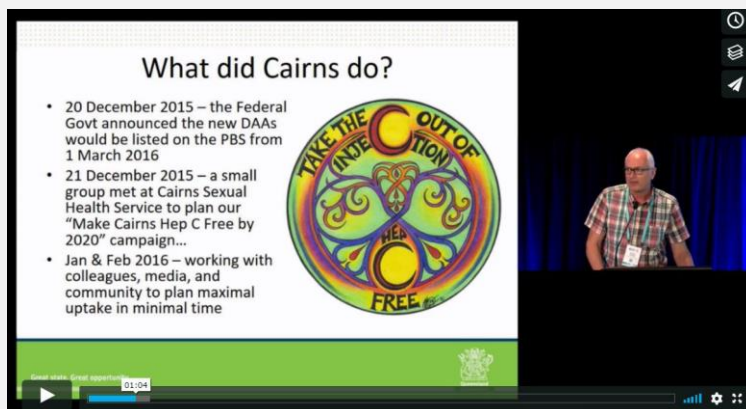 What did Cairns do?
• 20 December 2015 – the Federal
Govt announced the new DAAs
would be listed on the PBS from
1 March 2016
• 21 December 2015 – a small
group met at Cairns Sexual
Health Service to plan our
“Make Cairns Hep C Free by
2020” campaign...
• Jan & Feb 2016 – working with
colleagues, media, and
community to plan maximal
uptake in minimal time
TAKE THE C OUT OF
INJECTION
HEP
C
FREE
Great state. Great opportunity.
Queensland
01:04